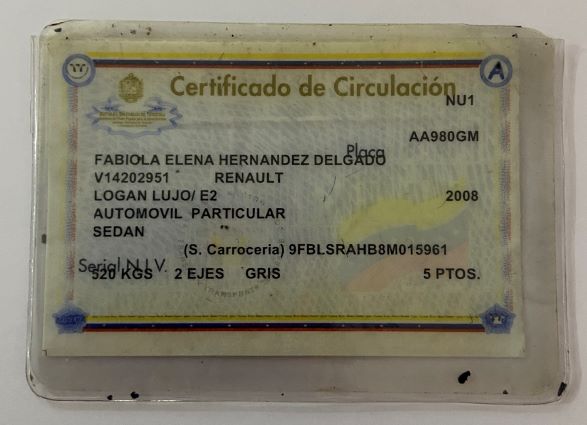 Certificado de Circulación
NU1
Placa
AA980GM
FABIOLA ELENA HERNANDEZ DELGADO
V14202951 RENAULT
LOGAN LUJO/ E2 2008
AUTOMOVIL PARTICULAR
SEDAN
(S. Carroceria) 9FBLSRAHB8M015961
Serial N.I.V.
520 KGS 2 EJES GRIS 5 PTOS.